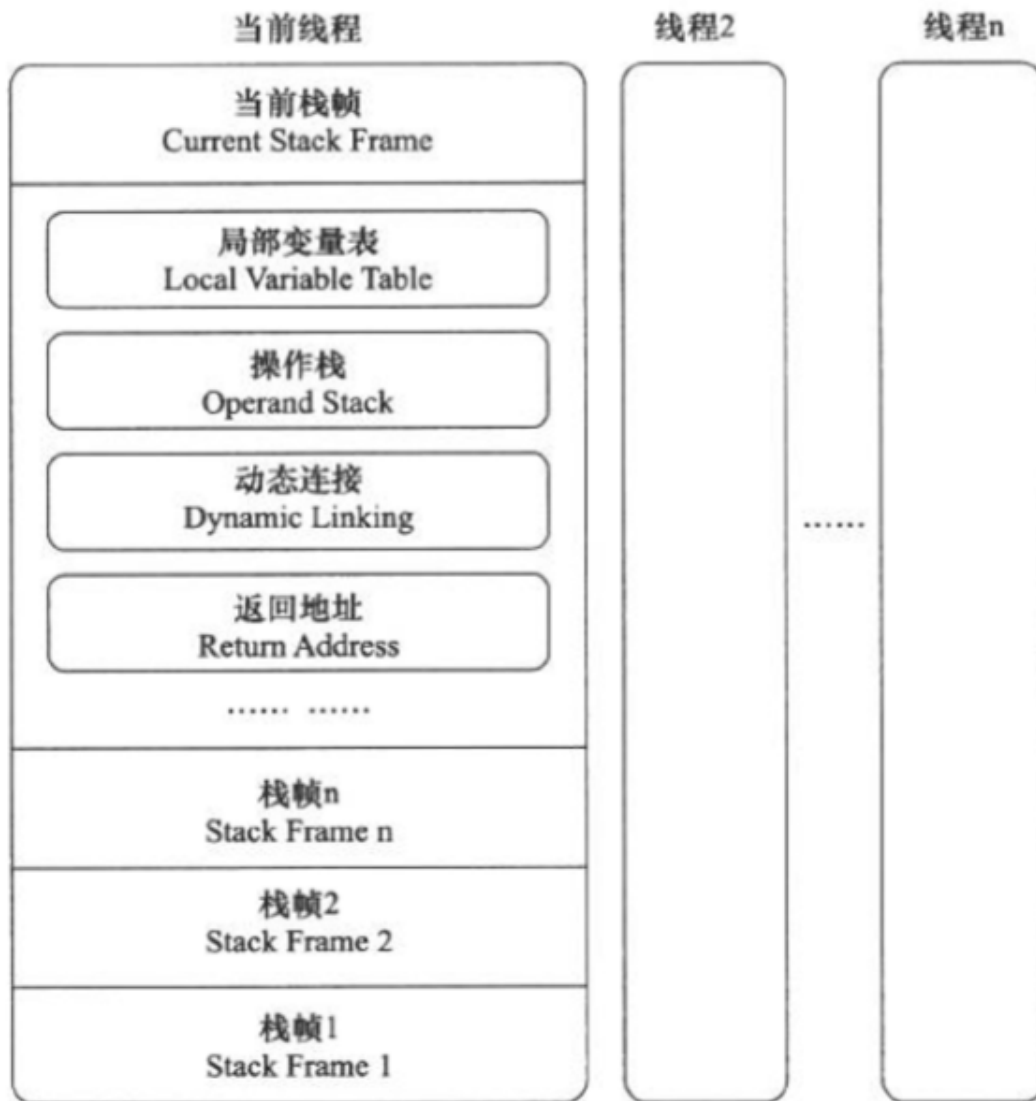 当前线程
线程2
线程n
当前栈帧
Current Stack Frame
局部变量表
Local Variable Table
操作栈
Operand Stack
动态连接
Dynamic Linking
返回地址
Return Address
…… ……
……
栈帧n
Stack Frame n
栈帧2
Stack Frame 2
栈帧1
Stack Frame 1